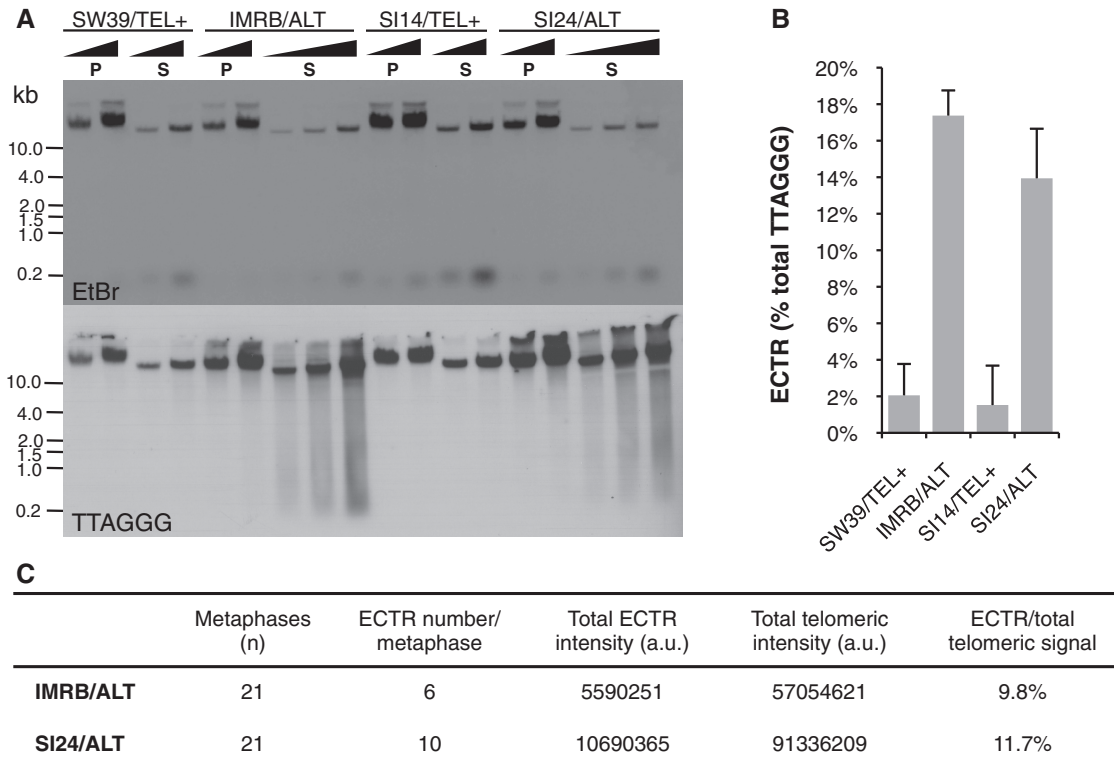 A
SW39/TEL+ IMRB/ALT SI14/TEL+ SI24/ALT
P S P S P S P S
kb
10.0
4.0
2.0
1.5
1.0
0.2
EtBr
10.0
4.0
2.0
1.5
1.0
0.2
TTAGGG
B
ECTR (% total TTAGGG)
20%
18%
16%
14%
12%
10%
8%
6%
4%
2%
0%
SW39/TEL+
IMRB/ALT
SI14/TEL+
SI24/ALT
C
Metaphases (n) ECTR number/ metaphase Total ECTR intensity (a.u.) Total telomeric intensity (a.u.) ECTR/total telomeric signal
IMRB/ALT 21 6 5590251 57054621 9.8%
SI24/ALT 21 10 10690365 91336209 11.7%